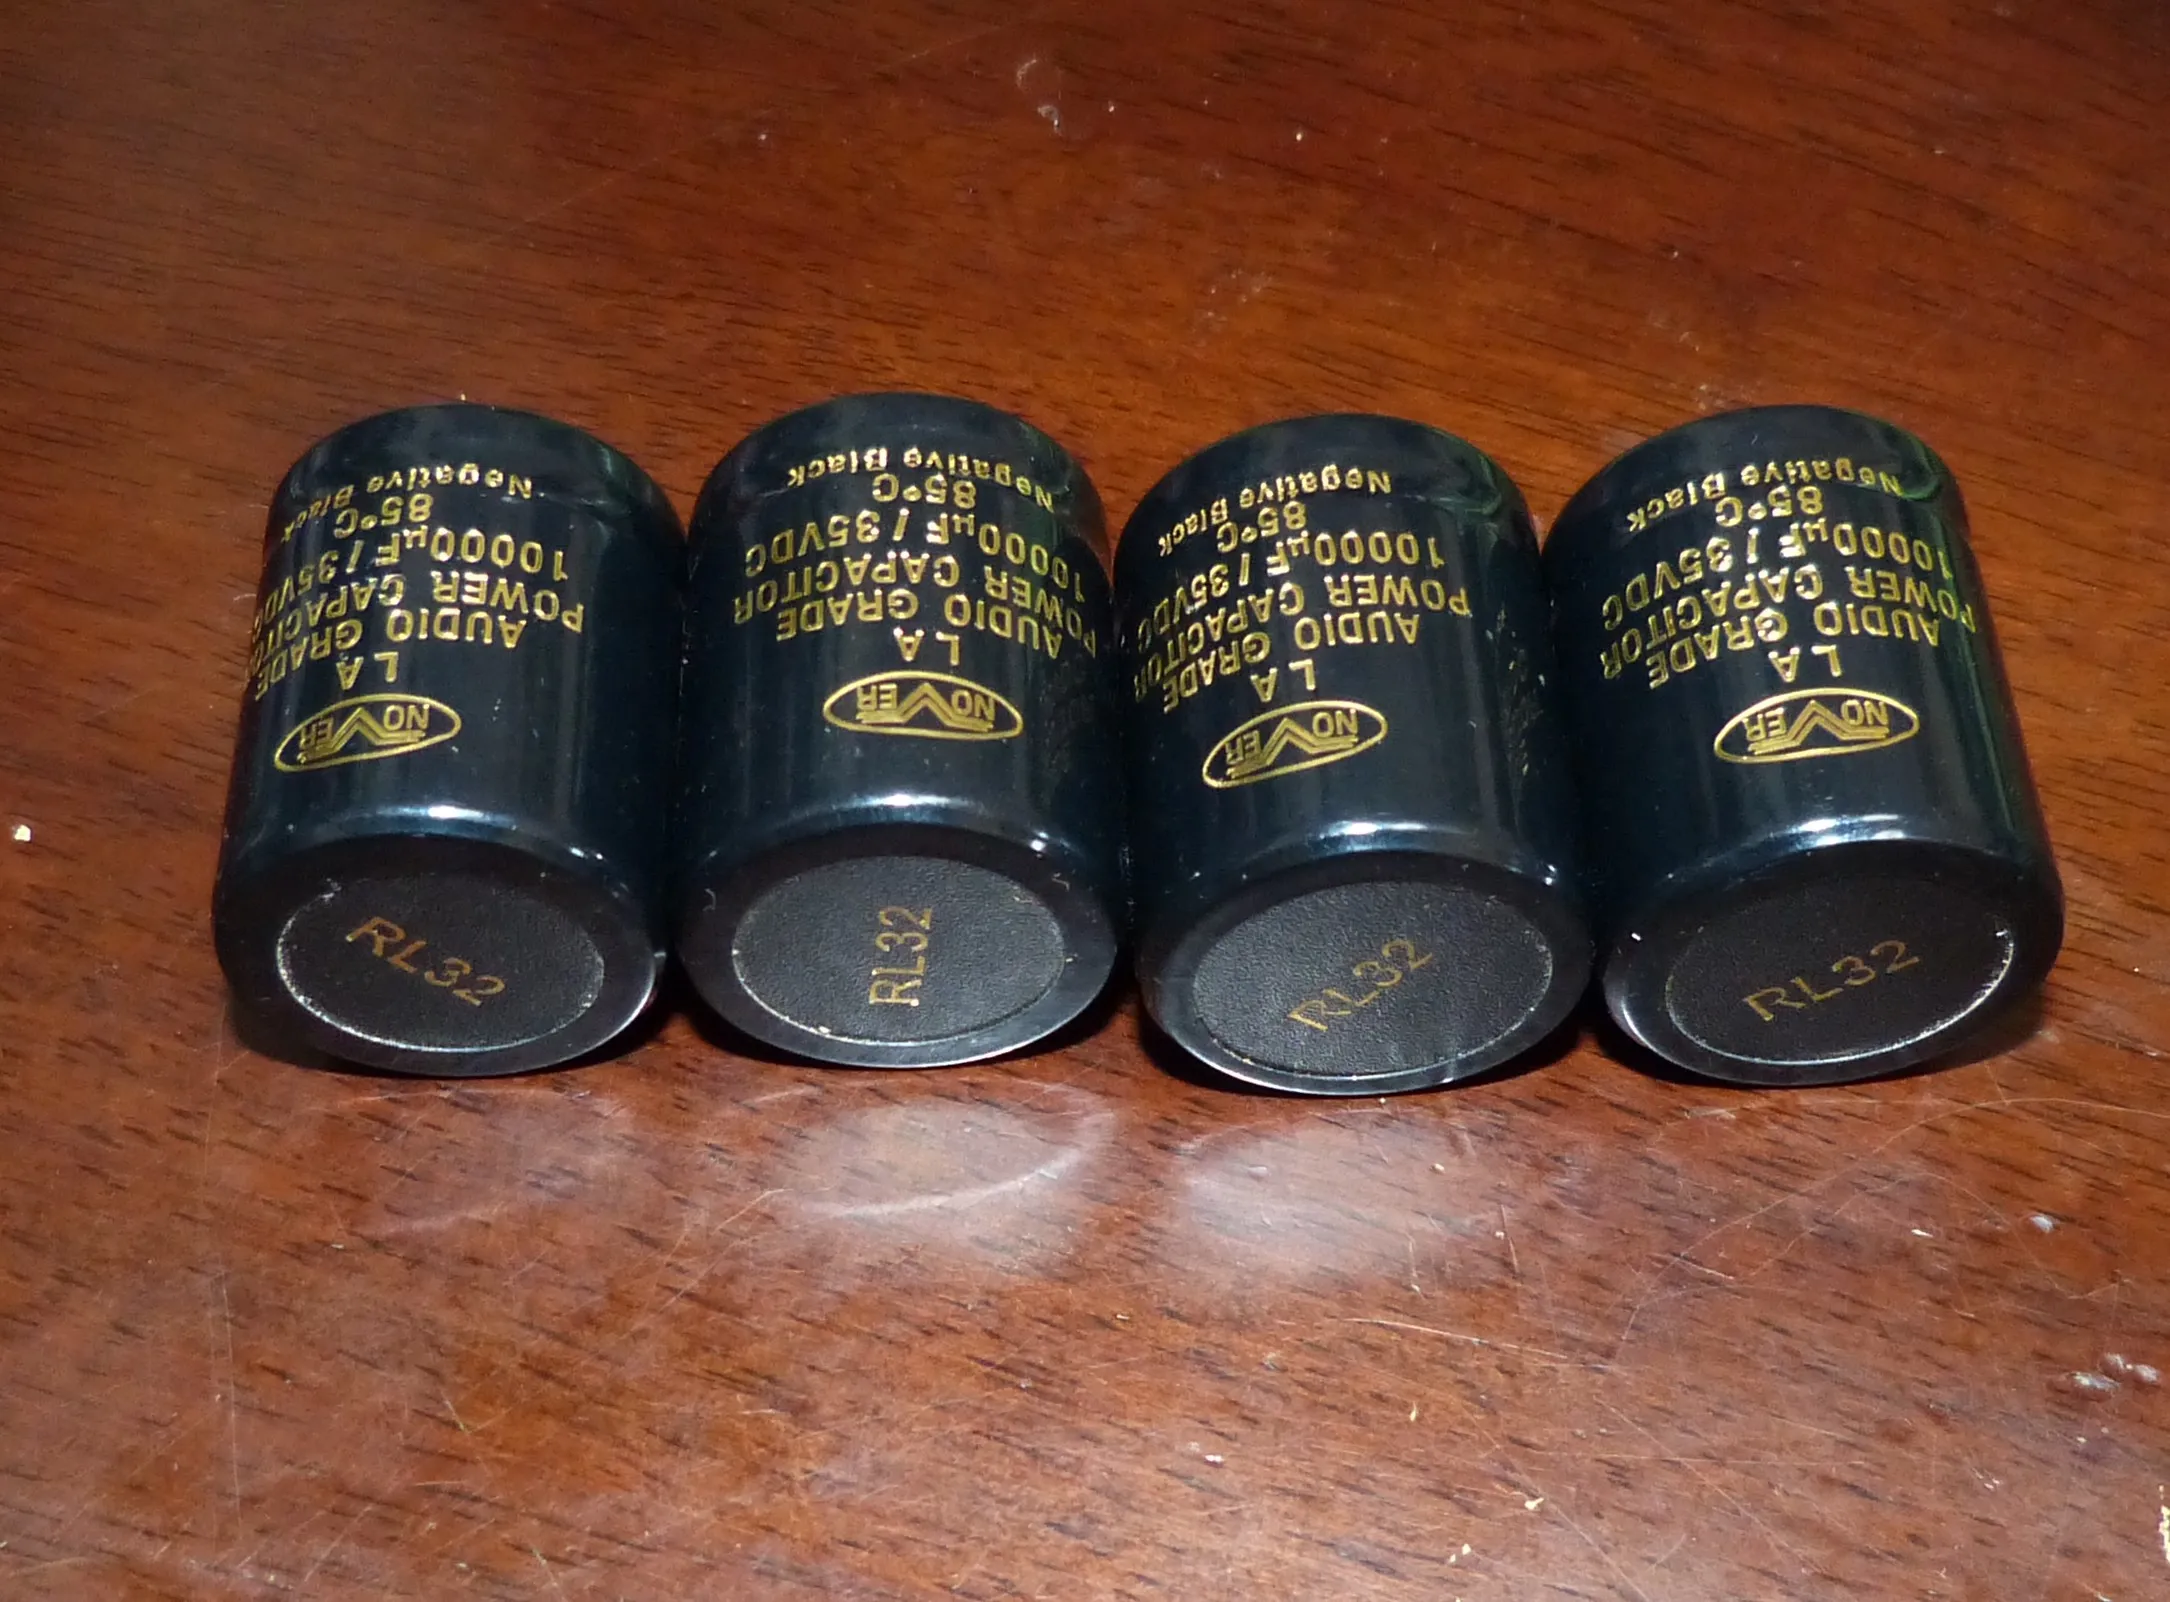 NOVER
LA
AUDIO GRADE
POWER CAPACITO
10000µF / 35VDC
85°C
Negative Black
RL32
NOVER
LA
AUDIO GRADE
POWER CAPACITOR
10000µF / 35VDC
85°C
Negative Black
RL32
NOVER
LA
AUDIO GRADE
POWER CAPACITOR
10000µF / 35VDC
85°C
Negative Black
RL32
NOVER
LA
AUDIO GRADE
POWER CAPACITOR
10000µF / 35VDC
85°C
Negative Black
RL32